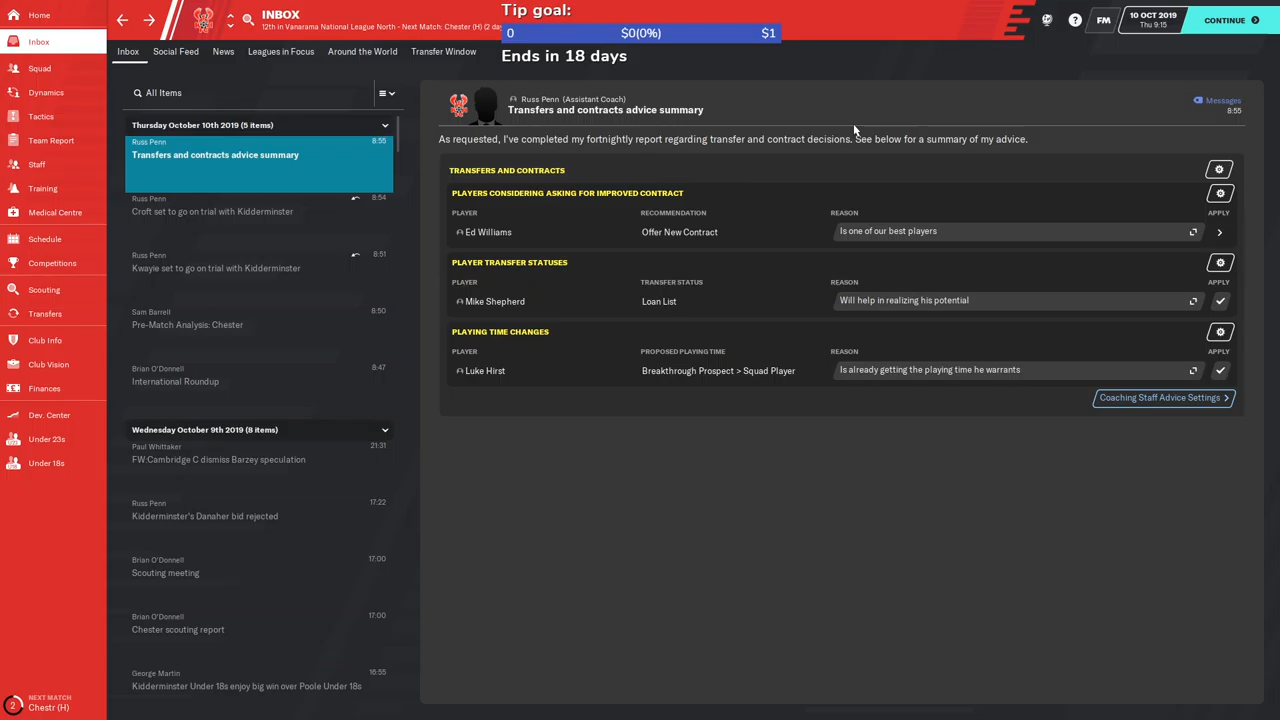 Home
Inbox
Squad
Dynamics
Tactics
Team Report
Staff
Training
Medical Centre
Schedule
Competitions
Scouting
Transfers
Club Info
Club Vision
Finances
Dev. Center
Under 23s
Under 18s
2
NEXT MATCH
Chestr (H)
INBOX
12th in Vanarama National League North - Next Match: Chester (H) (2 day
Tip goal:
0 $0(0%) $1
Ends in 18 days
?
FM
10 OCT 2019
Thu 9:15
CONTINUE
Inbox Social Feed News Leagues in Focus Around the World Transfer Window
All Items
Thursday October 10th 2019 (5 items)
Russ Penn 8:55
Transfers and contracts advice summary
Russ Penn 8:54
Croft set to go on trial with Kidderminster
Russ Penn 8:51
Kwayie set to go on trial with Kidderminster
Sam Barrell 8:50
Pre-Match Analysis: Chester
Brian O'Donnell 8:47
International Roundup
Wednesday October 9th 2019 (8 items)
Paul Whittaker 21:31
FW:Cambridge C dismiss Barzey speculation
Russ Penn 17:22
Kidderminster's Danaher bid rejected
Brian O'Donnell 17:00
Scouting meeting
Brian O'Donnell 17:00
Chester scouting report
George Martin 16:55
Kidderminster Under 18s enjoy big win over Poole Under 18s
Russ Penn (Assistant Coach)
Transfers and contracts advice summary
Messages
8:55
As requested, I've completed my fortnightly report regarding transfer and contract decisions. See below for a summary of my advice.
TRANSFERS AND CONTRACTS
PLAYERS CONSIDERING ASKING FOR IMPROVED CONTRACT
PLAYER RECOMMENDATION REASON APPLY
Ed Williams Offer New Contract Is one of our best players
PLAYER TRANSFER STATUSES
PLAYER TRANSFER STATUS REASON APPLY
Mike Shepherd Loan List Will help in realizing his potential
PLAYING TIME CHANGES
PLAYER PROPOSED PLAYING TIME REASON APPLY
Luke Hirst Breakthrough Prospect > Squad Player Is already getting the playing time he warrants
Coaching Staff Advice Settings